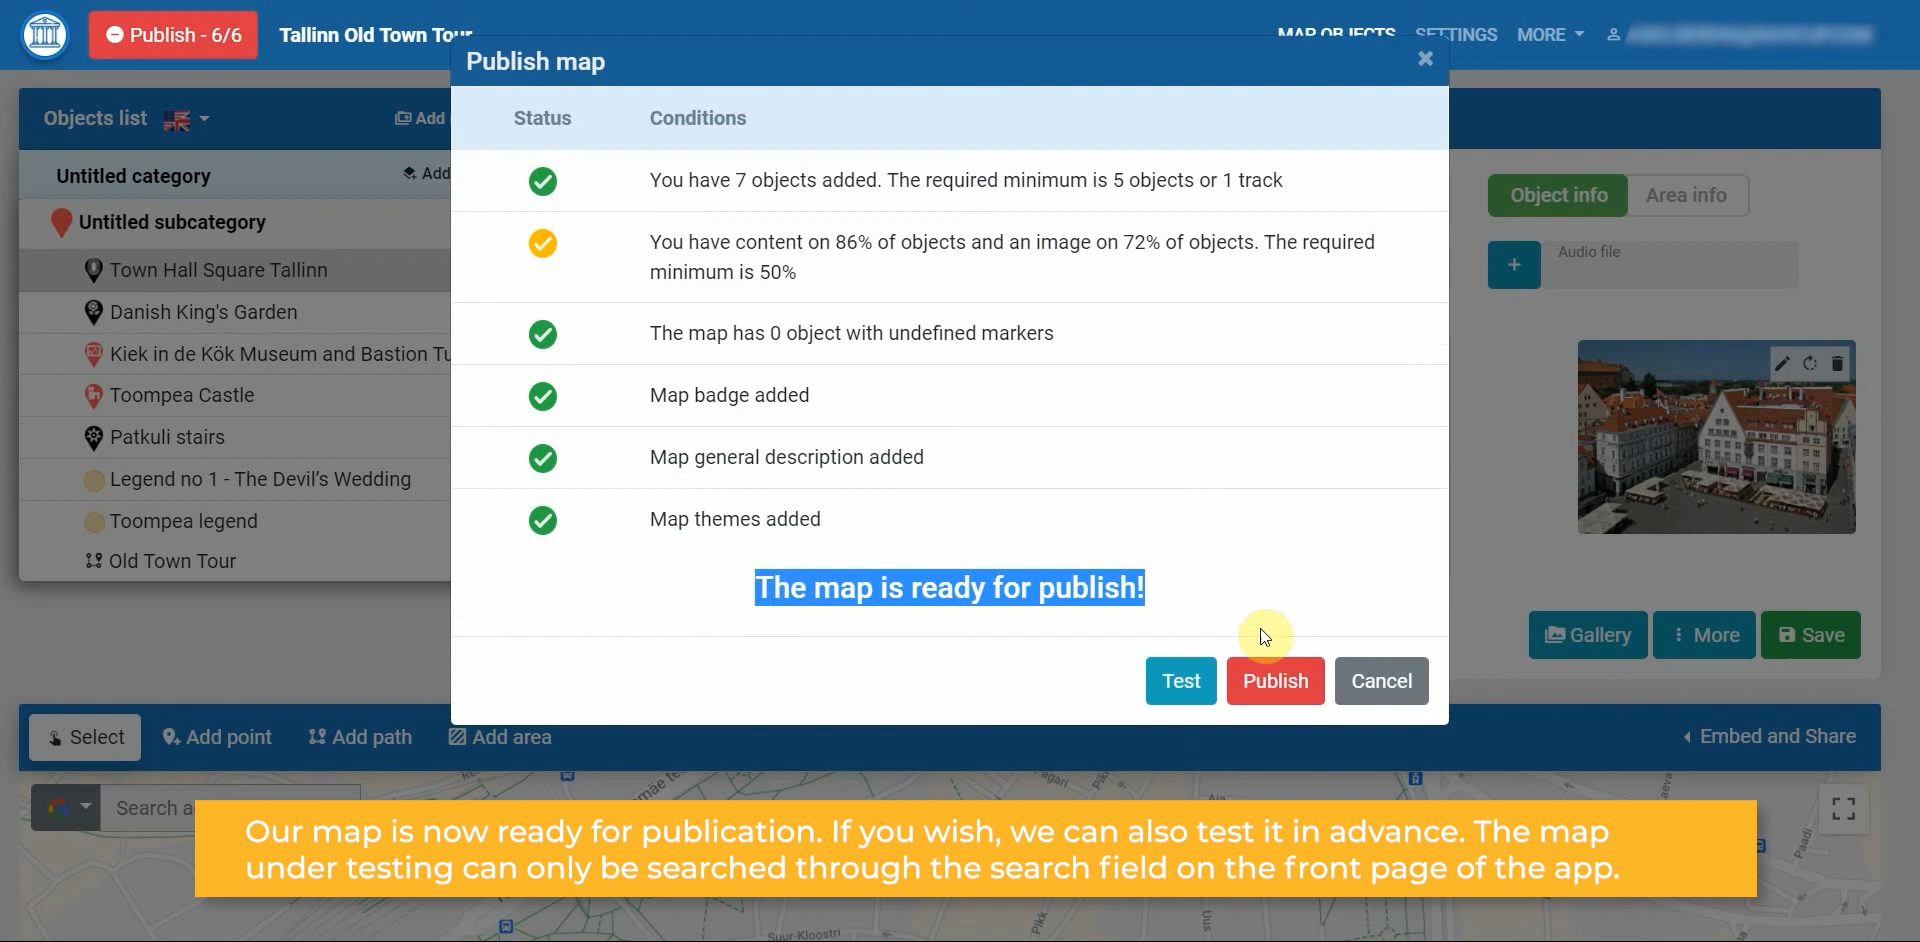 Publish - 6/6
Tallinn Old Town Tour
MAP OBJECTS
SETTINGS
MORE
Publish map
Status
Conditions
You have 7 objects added. The required minimum is 5 objects or 1 track
You have content on 86% of objects and an image on 72% of objects. The required
minimum is 50%
The map has 0 object with undefined markers
Map badge added
Map general description added
Map themes added
The map is ready for publish!
Test
Publish
Cancel
Objects list
Add
Untitled category
Add
Untitled subcategory
Town Hall Square Tallinn
Danish King's Garden
Kiek in de Kök Museum and Bastion Tu
Toompea Castle
Patkuli stairs
Legend no 1 - The Devil's Wedding
Toompea legend
Old Town Tour
Object info
Area info
+
Audio file
Gallery
More
Save
Select
Add point
Add path
Add area
Embed and Share
Search a
Pikk
Uus
Suur-Kloostri
Paadi
Our map is now ready for publication. If you wish, we can also test it in advance. The map
under testing can only be searched through the search field on the front page of the app.